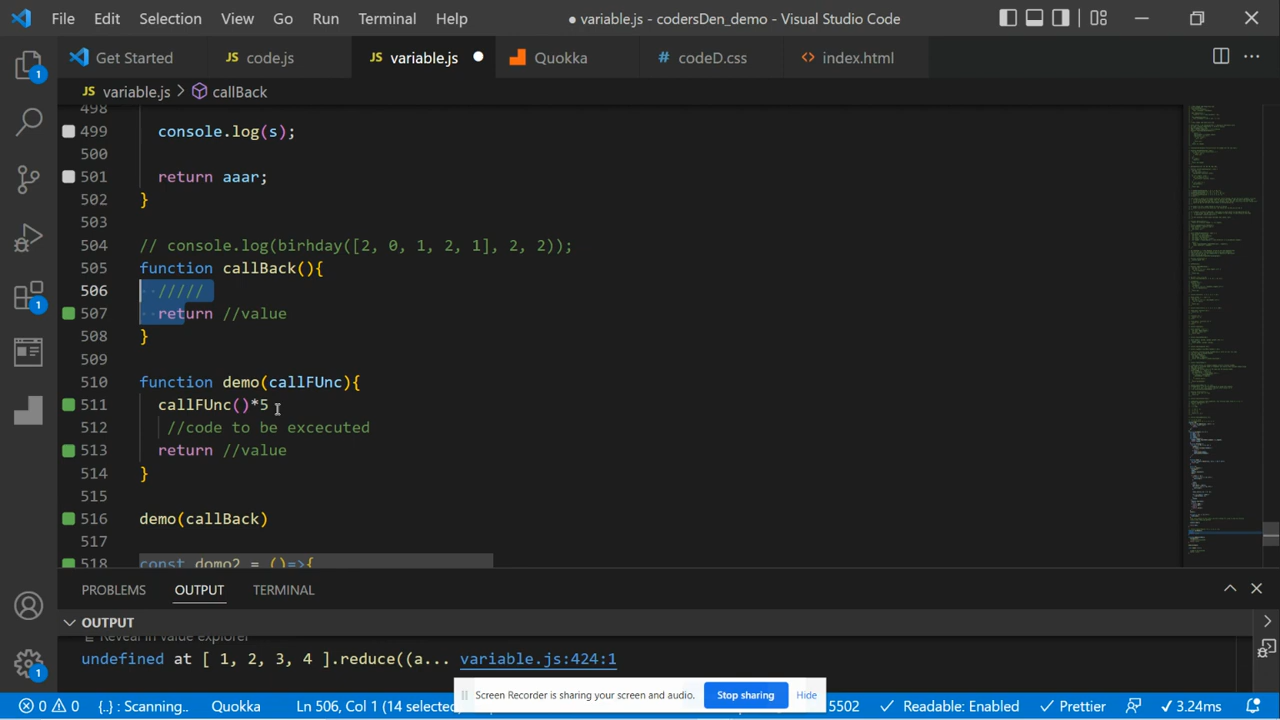 File Edit Selection View Go Run Terminal Help ● variable.js - codersDen_demo - Visual Studio Code
Get Started JS code.js JS variable.js ● Quokka # codeD.css <> index.html ...
JS variable.js > callBack
498
499 console.log(s);
500
501 return aaar;
502 }
503
504 // console.log(birhday([2, 0, 1, 2, 1], 2, 2));
505 function callBack(){
506 /////
507 return //value
508 }
509
510 function demo(callFUnc){
511 callFUnc()*5
512 //code to be excecuted
513 return //value
514 }
515
516 demo(callBack)
517
518 const domo2 = ()=>{
1
1
1
PROBLEMS OUTPUT TERMINAL
OUTPUT
Reveal in value explorer
undefined at [ 1, 2, 3, 4 ].reduce((a... variable.js:424:1
Screen Recorder is sharing your screen and audio. Stop sharing Hide
0 0 {..} : Scanning.. Quokka Ln 506, Col 1 (14 selected) 5502 Readable: Enabled Prettier 3.24ms